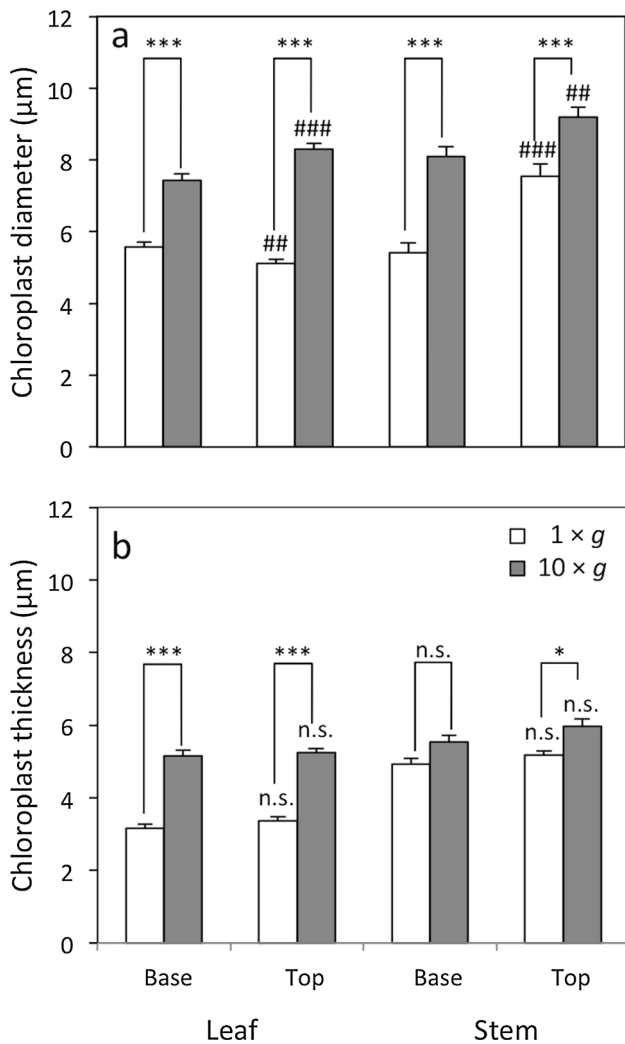 a
Chloroplast diameter (μm)
12
10
8
6
4
2
0
*** *** *** ***
## ### ### ##
b
1 × g
10 × g
Chloroplast thickness (μm)
12
10
8
6
4
2
0
*** *** n.s. *
n.s. n.s. n.s. n.s.
Base Top Base Top
Leaf Stem